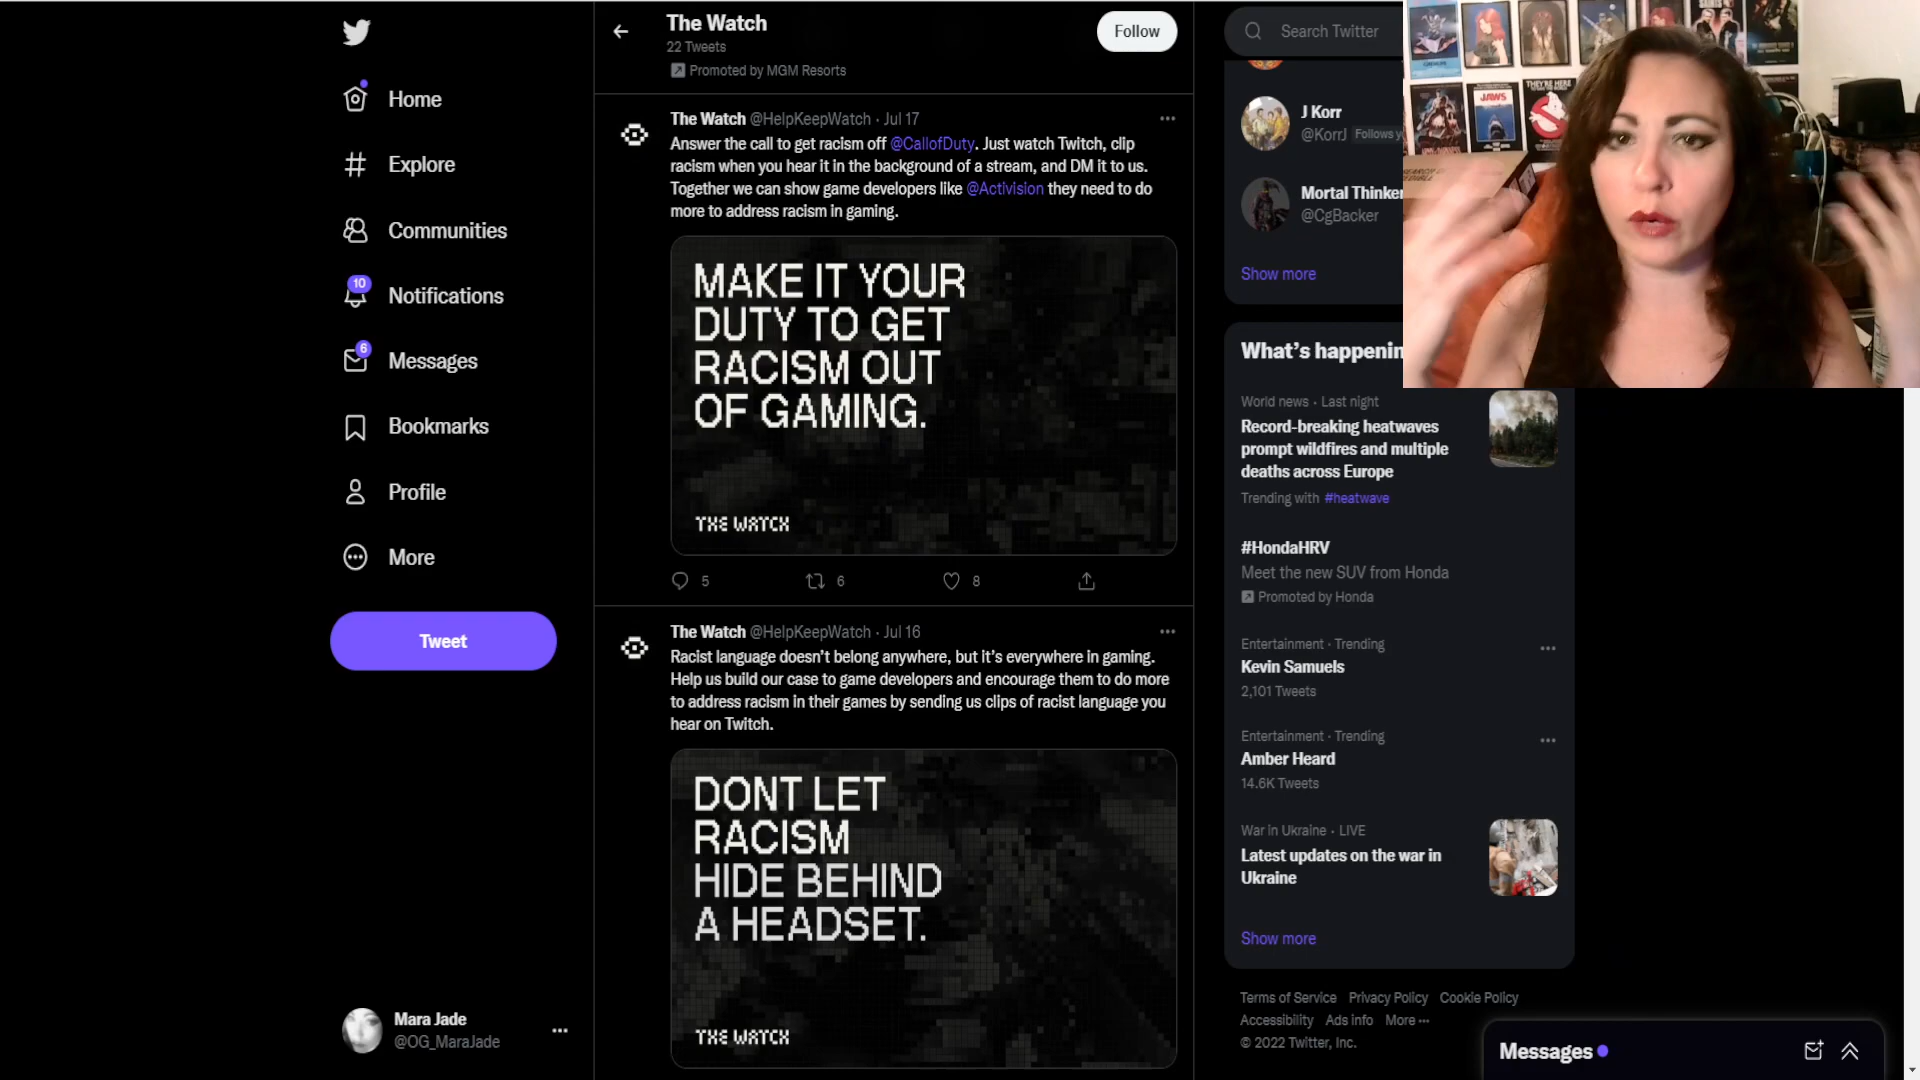 Home
Explore
Communities
10
Notifications
6
Messages
Bookmarks
Profile
More
Tweet
Mara Jade
@OG_MaraJade
The Watch
22 Tweets
Promoted by MGM Resorts
Follow
The Watch @HelpKeepWatch · Jul 17
Answer the call to get racism off @CallofDuty. Just watch Twitch, clip
racism when you hear it in the background of a stream, and DM it to us.
Together we can show game developers like @Activision they need to do
more to address racism in gaming.
MAKE IT YOUR
DUTY TO GET
RACISM OUT
OF GAMING.
THE WATCH
5 6 8
The Watch @HelpKeepWatch · Jul 16
Racist language doesn't belong anywhere, but it's everywhere in gaming.
Help us build our case to game developers and encourage them to do more
to address racism in their games by sending us clips of racist language you
hear on Twitch.
DONT LET
RACISM
HIDE BEHIND
A HEADSET.
THE WATCH
Search Twitter
J Korr
@KorrJ Follows y
Mortal Thinker
@CgBacker
Show more
What's happenin
World news · Last night
Record-breaking heatwaves
prompt wildfires and multiple
deaths across Europe
Trending with #heatwave
#HondaHRV
Meet the new SUV from Honda
Promoted by Honda
Entertainment · Trending
Kevin Samuels
2,101 Tweets
Entertainment · Trending
Amber Heard
14.6K Tweets
War in Ukraine · LIVE
Latest updates on the war in
Ukraine
Show more
Terms of Service Privacy Policy Cookie Policy
Accessibility Ads info More
© 2022 Twitter, Inc.
Messages
THEY'RE HERE
JAWS